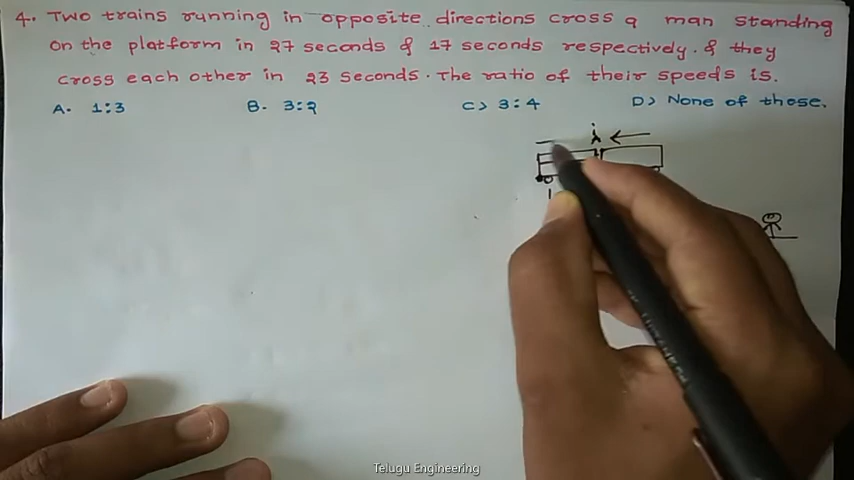 4. Two trains running in opposite directions cross a man standing
on the platform in 27 seconds & 17 seconds respectively. & they
cross each other in 23 seconds. The ratio of their speeds is.
A. 1:3 B. 3:2 C> 3:4 D> None of those.
Telugu Engineering